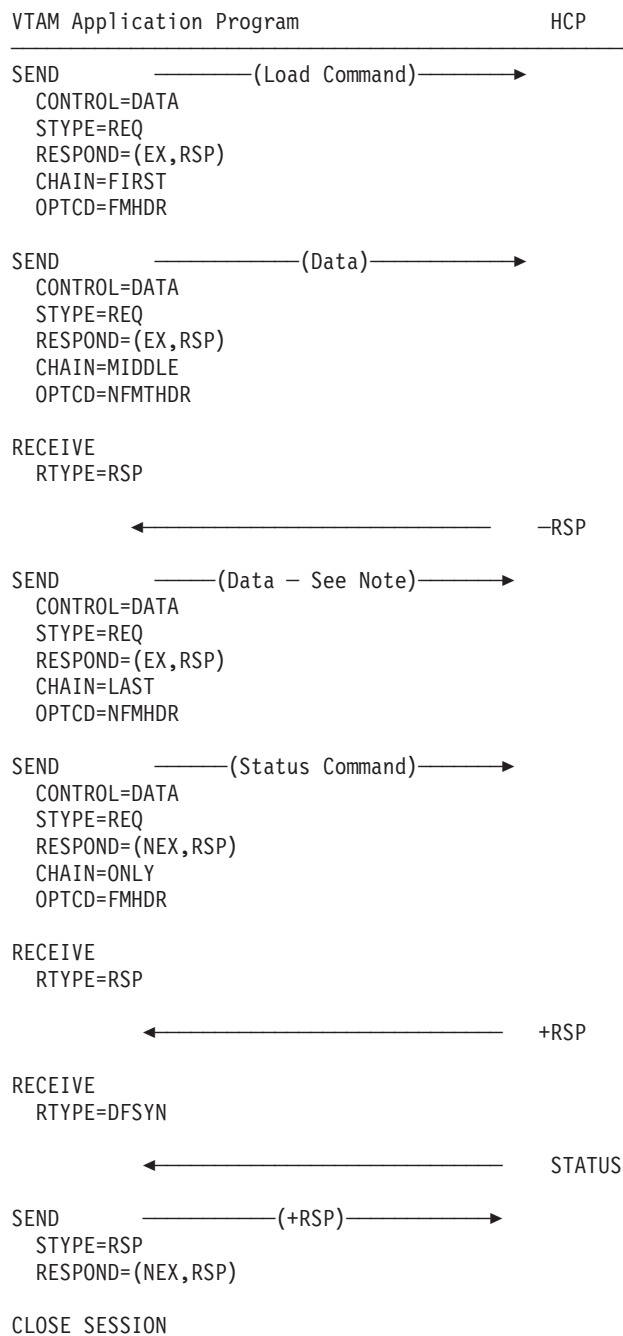 VTAM Application Program HCP
SEND (Load Command)
CONTROL=DATA
STYPE=REQ
RESPOND=(EX,RSP)
CHAIN=FIRST
OPTCD=FMHDR
SEND (Data)
CONTROL=DATA
STYPE=REQ
RESPOND=(EX,RSP)
CHAIN=MIDDLE
OPTCD=NFMTHDR
RECEIVE
RTYPE=RSP
—RSP
SEND (Data — See Note)
CONTROL=DATA
STYPE=REQ
RESPOND=(EX,RSP)
CHAIN=LAST
OPTCD=NFMHDR
SEND (Status Command)
CONTROL=DATA
STYPE=REQ
RESPOND=(NEX,RSP)
CHAIN=ONLY
OPTCD=FMHDR
RECEIVE
RTYPE=RSP
+RSP
RECEIVE
RTYPE=DFSYN
STATUS
SEND (+RSP)
STYPE=RSP
RESPOND=(NEX,RSP)
CLOSE SESSION